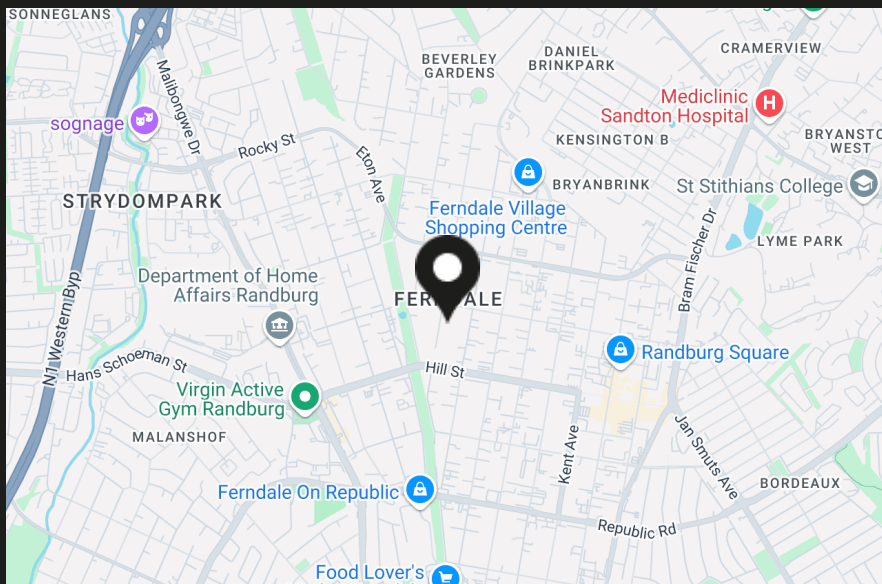 SONNEGLANS
CRAMERVIEW
DANIEL
BRINKPARK
BEVERLEY
GARDENS
Malibongwe Dr
Mediclinic
Sandton Hospital
sognage
Rocky St
KENSINGTON B
BRYANSTO
WEST
Eton Ave
BRYANBRINK
St Stithians College
STRYDOMPARK
Ferndale Village
Shopping Centre
LYME PARK
Bram Fischer Dr
Department of Home
Affairs Randburg
N1 Western Byp
Randburg Square
Hans Schoeman St
Hill St
Virgin Active
Gym Randburg
MALANSHOF
Kent Ave
Jan Smuts Ave
BORDEAUX
Ferndale On Republic
Republic Rd
Food Lover's